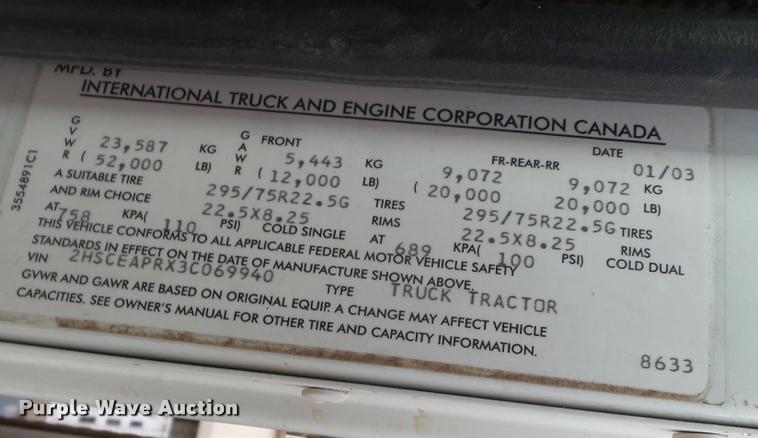 MFD. BY
INTERNATIONAL TRUCK AND ENGINE CORPORATION CANADA
GVWR 23,587 KG GAWR FRONT 5,443 KG FR-REAR-RR 9,072 9,072 KG DATE 01/03
(52,000 LB) (12,000 LB) (20,000 20,000 LB)
A SUITABLE TIRE 295/75R22.5G TIRES 295/75R22.5G TIRES
AND RIM CHOICE 22.5X8.25 RIMS 22.5X8.25 RIMS
AT 758 KPA( 110 PSI) COLD SINGLE AT 689 KPA( 100 PSI) COLD DUAL
THIS VEHICLE CONFORMS TO ALL APPLICABLE FEDERAL MOTOR VEHICLE SAFETY
STANDARDS IN EFFECT ON THE DATE OF MANUFACTURE SHOWN ABOVE.
VIN 2HSCEAPRX3C069940 TYPE TRUCK TRACTOR
GVWR AND GAWR ARE BASED ON ORIGINAL EQUIP. A CHANGE MAY AFFECT VEHICLE
CAPACITIES. SEE OWNER'S MANUAL FOR OTHER TIRE AND CAPACITY INFORMATION.
8633
3554891C1
Purple Wave Auction